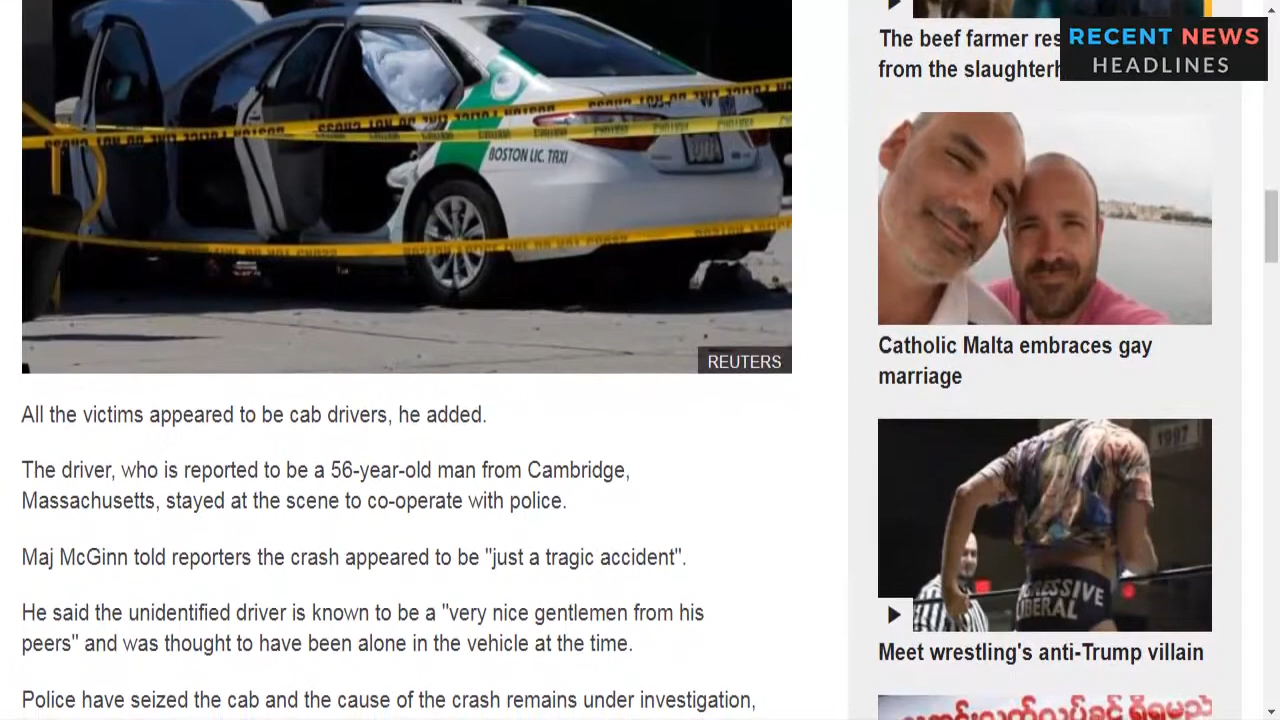 The beef farmer res
from the slaughterh
RECENT NEWS
HEADLINES
BOSTON LIC. TAXI
REUTERS
All the victims appeared to be cab drivers, he added.
The driver, who is reported to be a 56-year-old man from Cambridge,
Massachusetts, stayed at the scene to co-operate with police.
Maj McGinn told reporters the crash appeared to be "just a tragic accident".
He said the unidentified driver is known to be a "very nice gentlemen from his
peers" and was thought to have been alone in the vehicle at the time.
Police have seized the cab and the cause of the crash remains under investigation,
Catholic Malta embraces gay
marriage
1997
GRESSIVE
LIBERAL
Meet wrestling's anti-Trump villain